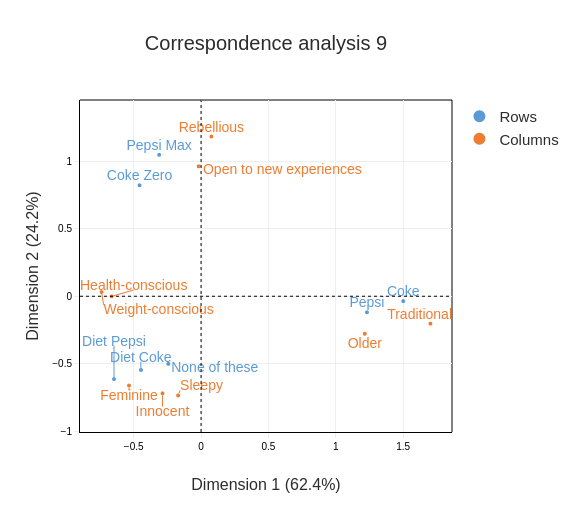 Correspondence analysis 9
Rows
Columns
Rebellious
Pepsi Max
Open to new experiences
Coke Zero
Health-conscious
Weight-conscious
Coke
Pepsi
Traditional
Older
Diet Pepsi
Diet Coke
None of these
Sleepy
Feminine
Innocent
1
0.5
0
−0.5
−1
−0.5
0
0.5
1
1.5
Dimension 2 (24.2%)
Dimension 1 (62.4%)